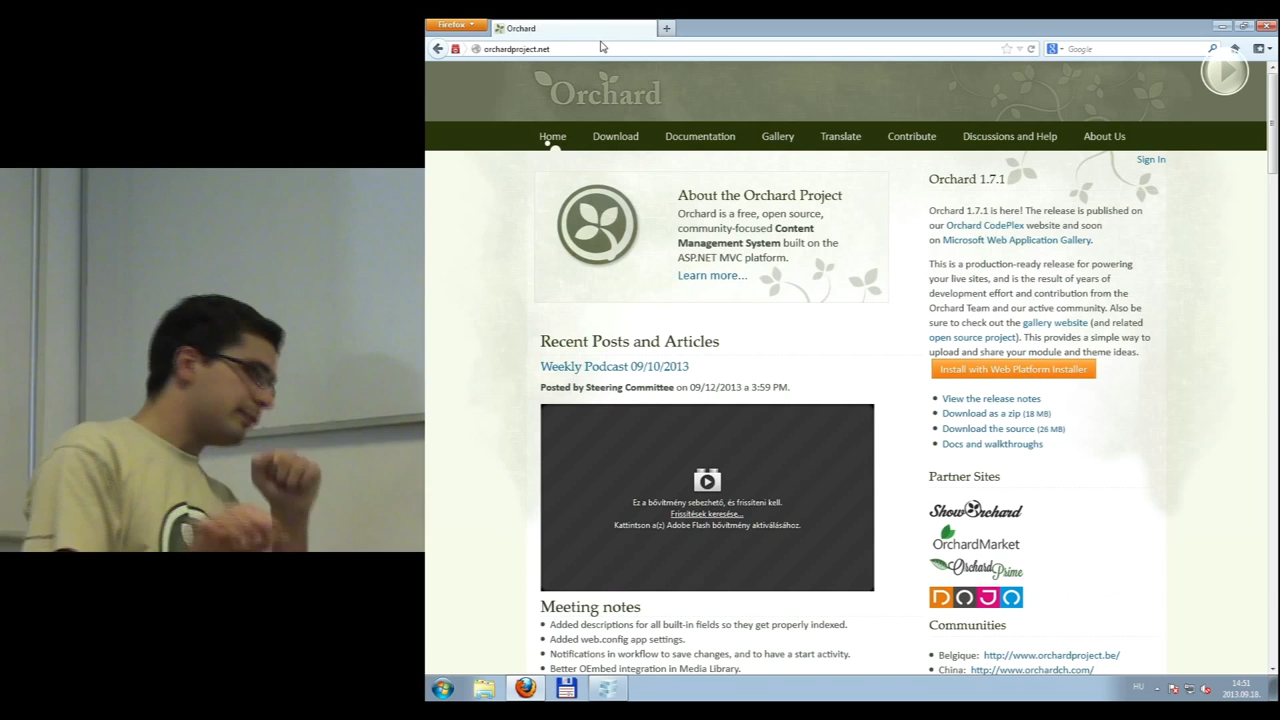 Firefox
Orchard
orchardproject.net
Google
Orchard
Home Download Documentation Gallery Translate Contribute Discussions and Help About Us
Sign In
About the Orchard Project
Orchard is a free, open source,
community-focused Content
Management System built on the
ASP.NET MVC platform.
Learn more...
Recent Posts and Articles
Weekly Podcast 09/10/2013
Posted by Steering Committee on 09/12/2013 a 3:59 PM.
Ez a bővítmény sebezhető, és frissíteni kell.
Frissítések keresése...
Kattintson a(z) Adobe Flash bővítmény aktiválásához.
Meeting notes
Added descriptions for all built-in fields so they get properly indexed.
Added web.config app settings.
Notifications in workflow to save changes, and to have a start activity.
Better OEmbed integration in Media Library.
Orchard 1.7.1
Orchard 1.7.1 is here! The release is published on
our Orchard CodePlex website and soon
on Microsoft Web Application Gallery.
This is a production-ready release for powering
your live sites, and is the result of years of
development effort and contribution from the
Orchard Team and our active community. Also be
sure to check out the gallery website (and related
open source project). This provides a simple way to
upload and share your module and theme ideas.
Install with Web Platform Installer
View the release notes
Download as a zip (18 MB)
Download the source (26 MB)
Docs and walkthroughs
Partner Sites
Show Orchard
OrchardMarket
Orchard Prime
DOJO
Communities
Belgique: http://www.orchardproject.be/
China: http://www.orchardch.com/
HU
14:51
2013.09.18.